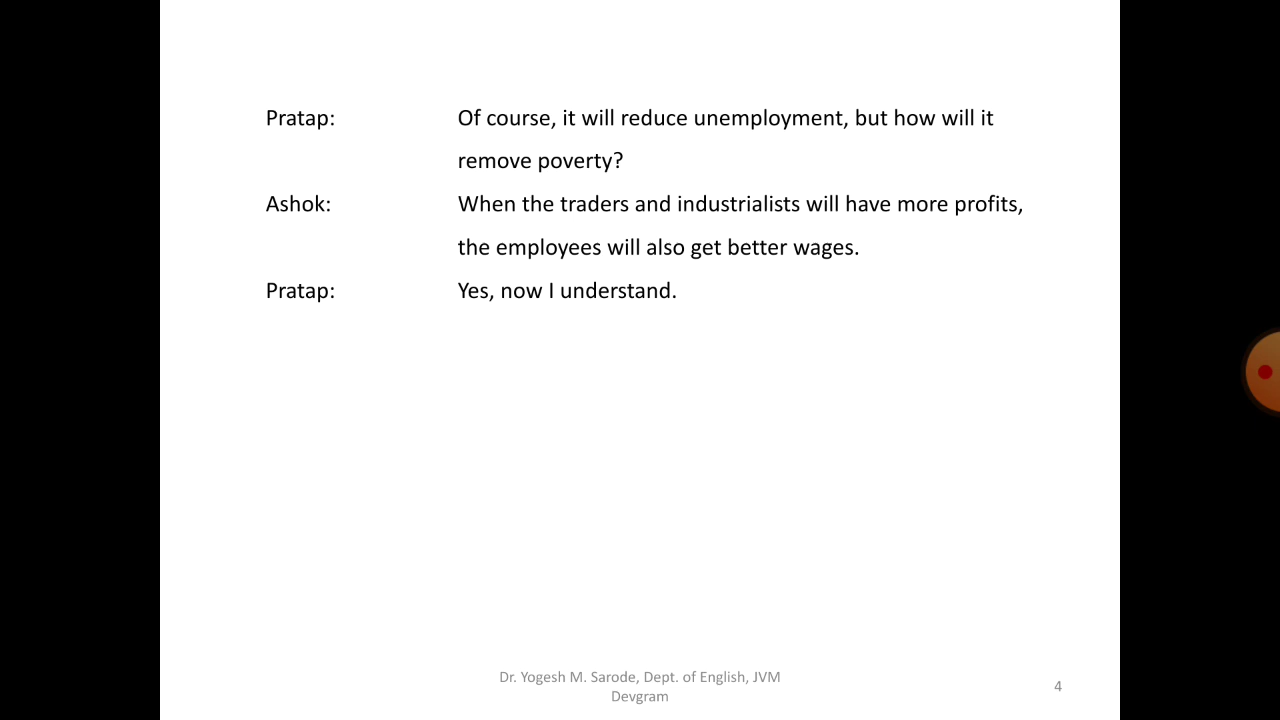 Pratap: Of course, it will reduce unemployment, but how will it
remove poverty?
Ashok: When the traders and industrialists will have more profits,
the employees will also get better wages.
Pratap: Yes, now I understand.
Dr. Yogesh M. Sarode, Dept. of English, JVM
Devgram
4